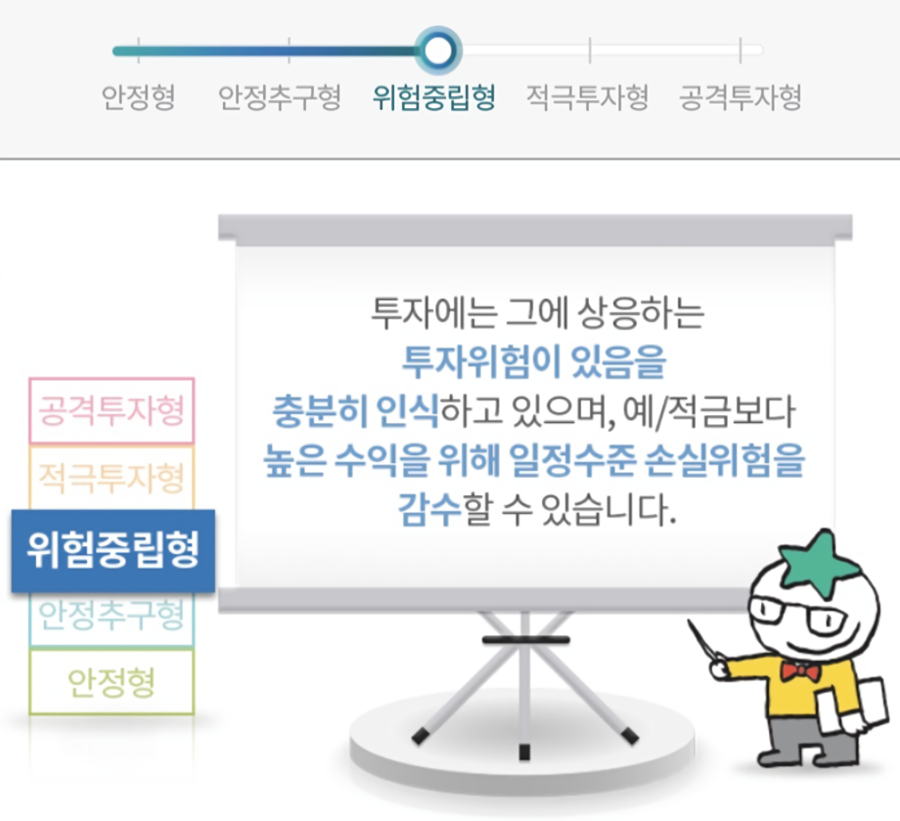 안정형 안정추구형 위험중립형 적극투자형 공격투자형
투자에는 그에 상응하는
투자위험이 있음을
충분히 인식하고 있으며, 예/적금보다
높은 수익을 위해 일정수준 손실위험을
감수할 수 있습니다.
공격투자형
적극투자형
위험중립형
안정추구형
안정형